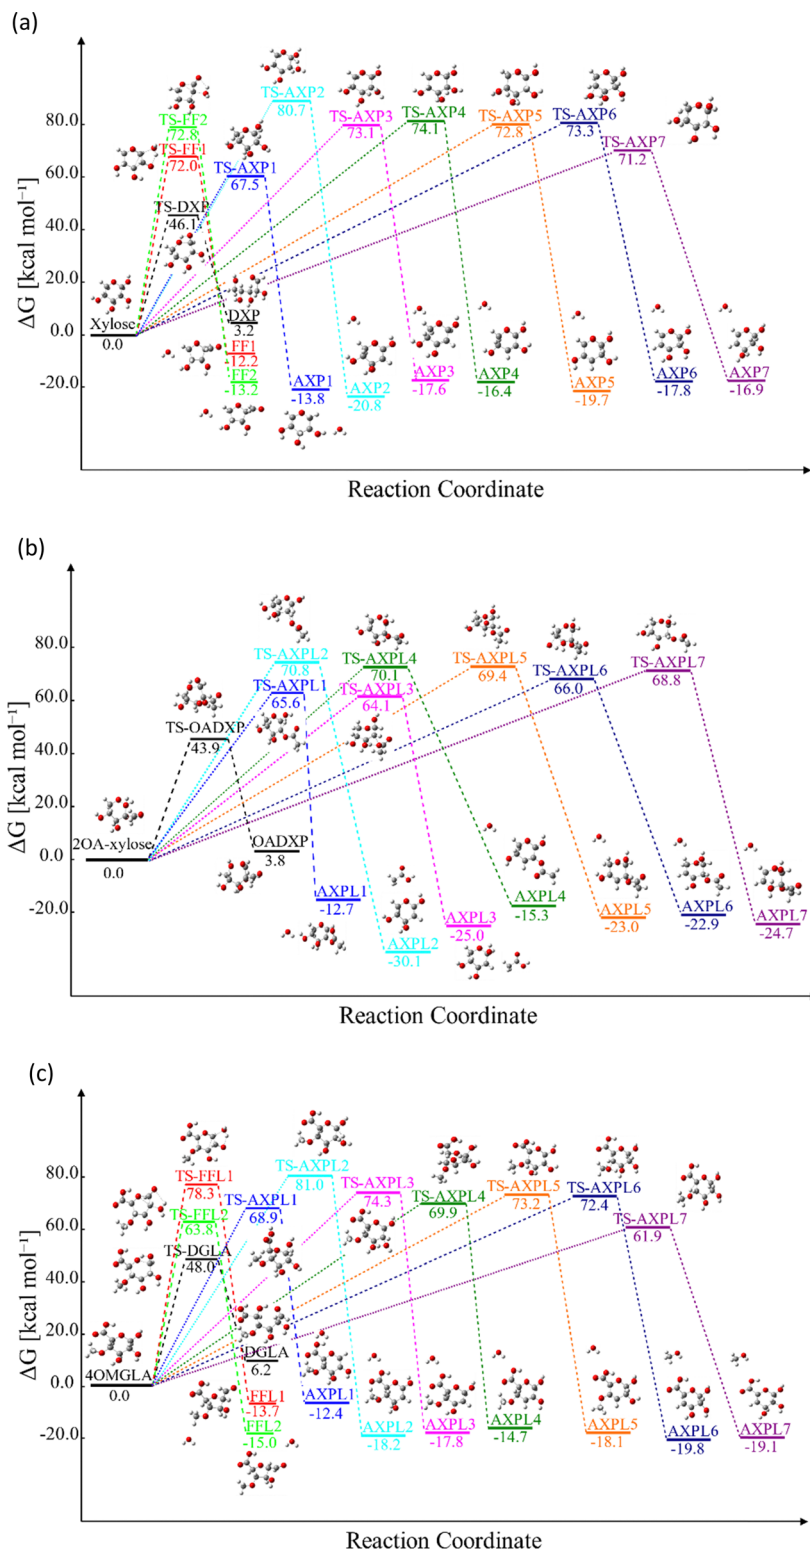 (a)
ΔG [kcal mol⁻¹]
80.0
60.0
40.0
20.0
0.0
-20.0
Xylose
0.0
TS-FF2
72.8
TS-FF1
72.0
TS-DXP
46.1
TS-AXP1
67.5
TS-AXP2
80.7
TS-AXP3
73.1
TS-AXP4
74.1
TS-AXP5
72.8
TS-AXP6
73.3
TS-AXP7
71.2
DXP
3.2
FF1
-12.2
FF2
-13.2
AXP1
-13.8
AXP2
-20.8
AXP3
-17.6
AXP4
-16.4
AXP5
-19.7
AXP6
-17.8
AXP7
-16.9
Reaction Coordinate
(b)
ΔG [kcal mol⁻¹]
80.0
60.0
40.0
20.0
0.0
-20.0
2OA-xylose
0.0
TS-OADXP
43.9
TS-AXPL2
70.8
TS-AXPL1
65.6
TS-AXPL4
70.1
TS-AXPL3
64.1
TS-AXPL5
69.4
TS-AXPL6
66.0
TS-AXPL7
68.8
OADXP
3.8
AXPL1
-12.7
AXPL2
-30.1
AXPL3
-25.0
AXPL4
-15.3
AXPL5
-23.0
AXPL6
-22.9
AXPL7
-24.7
Reaction Coordinate
(c)
ΔG [kcal mol⁻¹]
80.0
60.0
40.0
20.0
0.0
-20.0
4OMGLA
0.0
TS-FFL1
78.3
TS-FFL2
63.8
TS-DGLA
48.0
TS-AXPL1
68.9
TS-AXPL2
81.0
TS-AXPL3
74.3
TS-AXPL4
69.9
TS-AXPL5
73.2
TS-AXPL6
72.4
TS-AXPL7
61.9
DGLA
6.2
FFL1
-13.7
FFL2
-15.0
AXPL1
-12.4
AXPL2
-18.2
AXPL3
-17.8
AXPL4
-14.7
AXPL5
-18.1
AXPL6
-19.8
AXPL7
-19.1
Reaction Coordinate